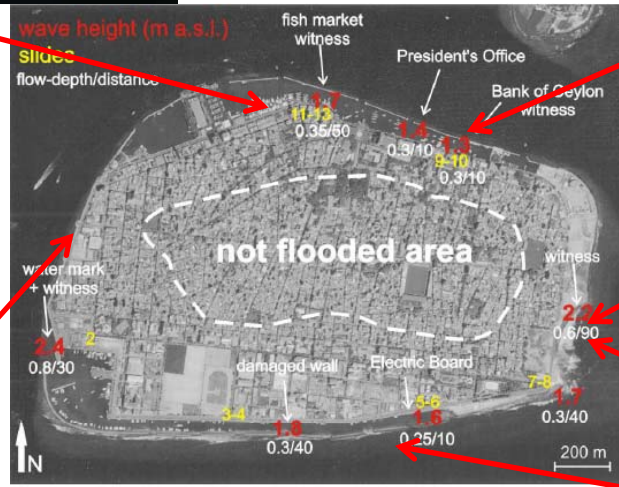 wave height (m a.s.l.)
slides
flow-depth/distance
fish market
witness
President's Office
Bank of Ceylon
witness
1.7
11-13
0.35/50
1.4
0.3/10
1.3
9-10
0.3/10
not flooded area
water mark
+ witness
2.4
0.8/30
2
witness
2.2
0.6/90
damaged wall
Electric Board
3-4
1.8
0.3/40
5-6
1.6
0.25/10
7-8
1.7
0.3/40
N
200 m